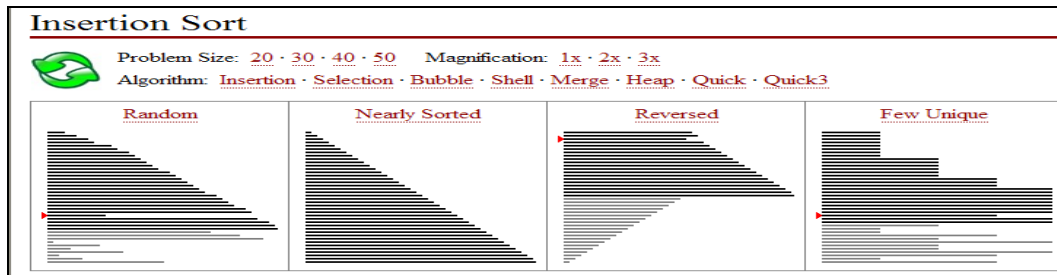 Insertion Sort
Problem Size: 20 · 30 · 40 · 50 Magnification: 1x · 2x · 3x
Algorithm: Insertion · Selection · Bubble · Shell · Merge · Heap · Quick · Quick3
Random Nearly Sorted Reversed Few Unique